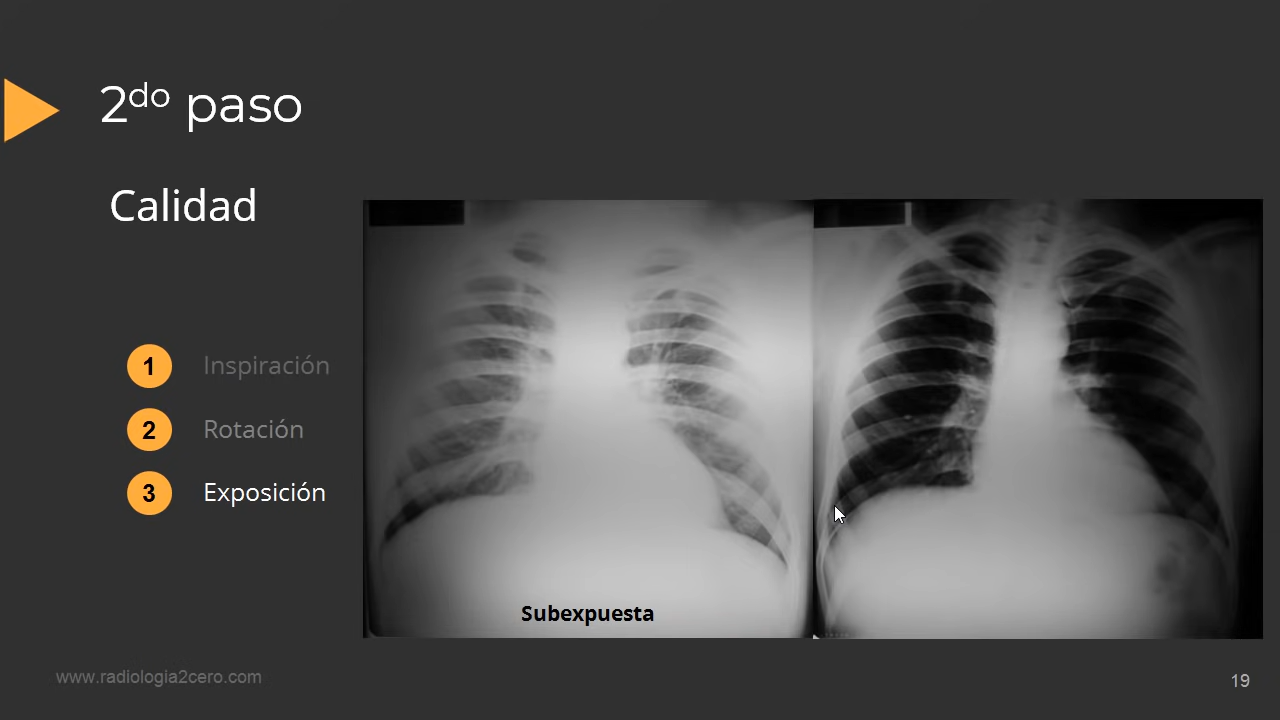 2do paso
Calidad
1 Inspiración
2 Rotación
3 Exposición
Subexpuesta
www.radiologia2cero.com
19